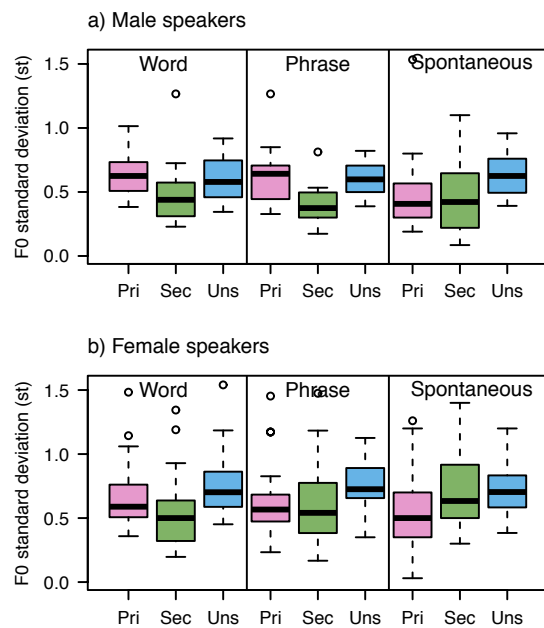 a) Male speakers
F0 standard deviation (st)
1.5
1.0
0.5
0.0
Word
Phrase
Spontaneous
Pri Sec Uns Pri Sec Uns Pri Sec Uns
b) Female speakers
F0 standard deviation (st)
1.5
1.0
0.5
0.0
Word
Phrase
Spontaneous
Pri Sec Uns Pri Sec Uns Pri Sec Uns